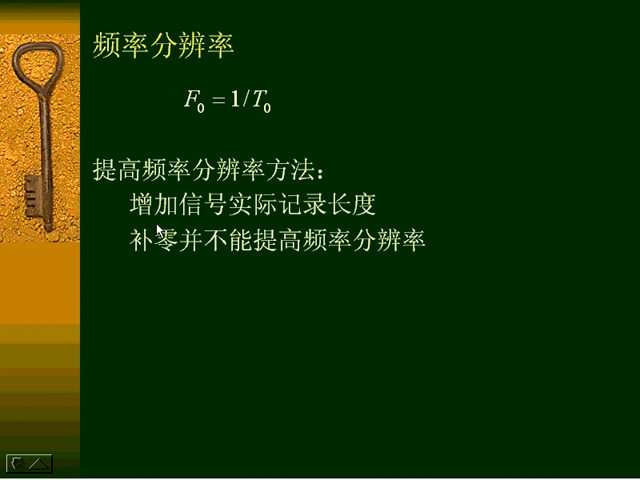 频率分辨率
F₀ = 1/T₀
提高频率分辨率方法：
增加信号实际记录长度
补零并不能提高频率分辨率